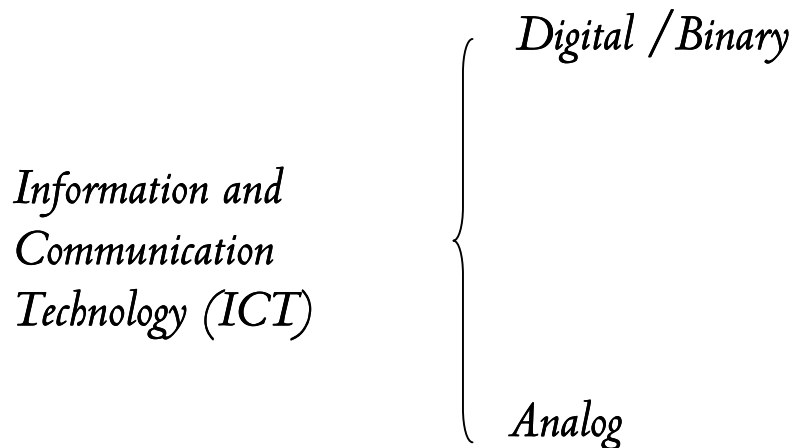 Digital /Binary
Information and
Communication
Technology (ICT)
Analog